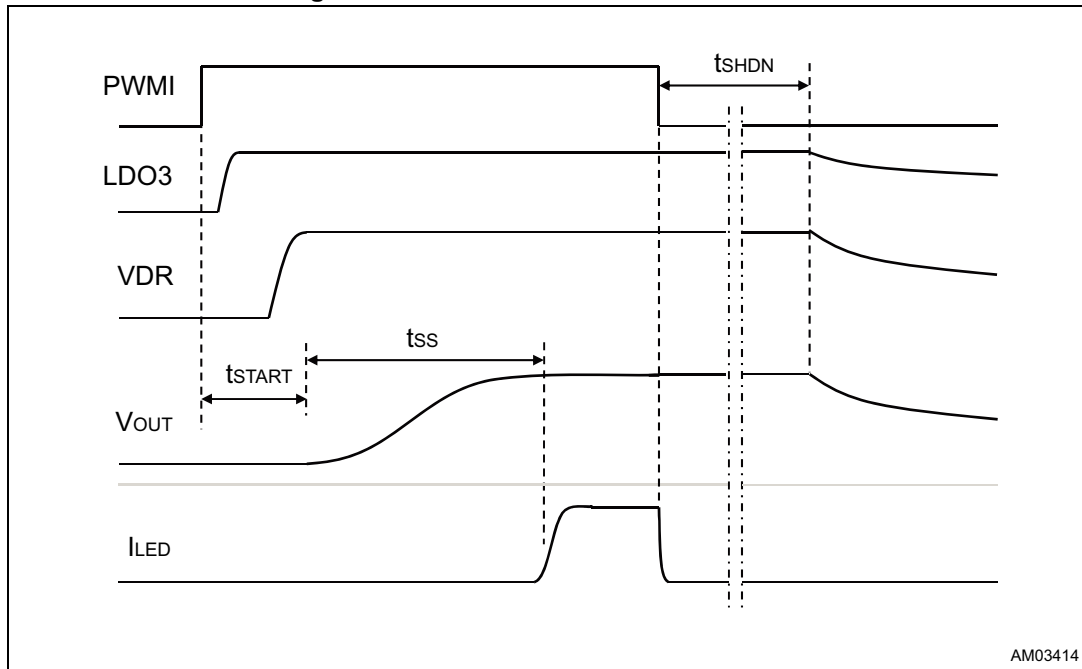 PWMI
tSHDN
LDO3
VDR
tSS
tSTART
VOUT
ILED
AM03414